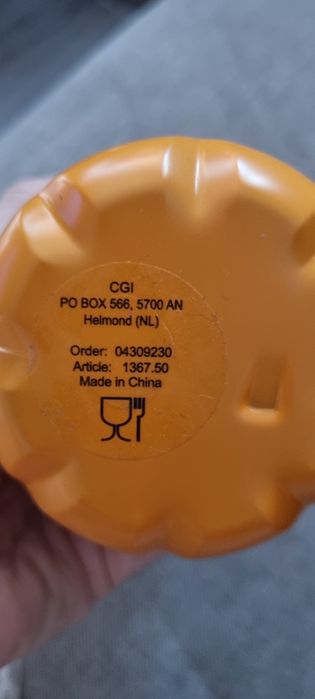 CGI
PO BOX 566, 5700 AN
Helmond (NL)
Order: 04309230
Article: 1367.50
Made in China